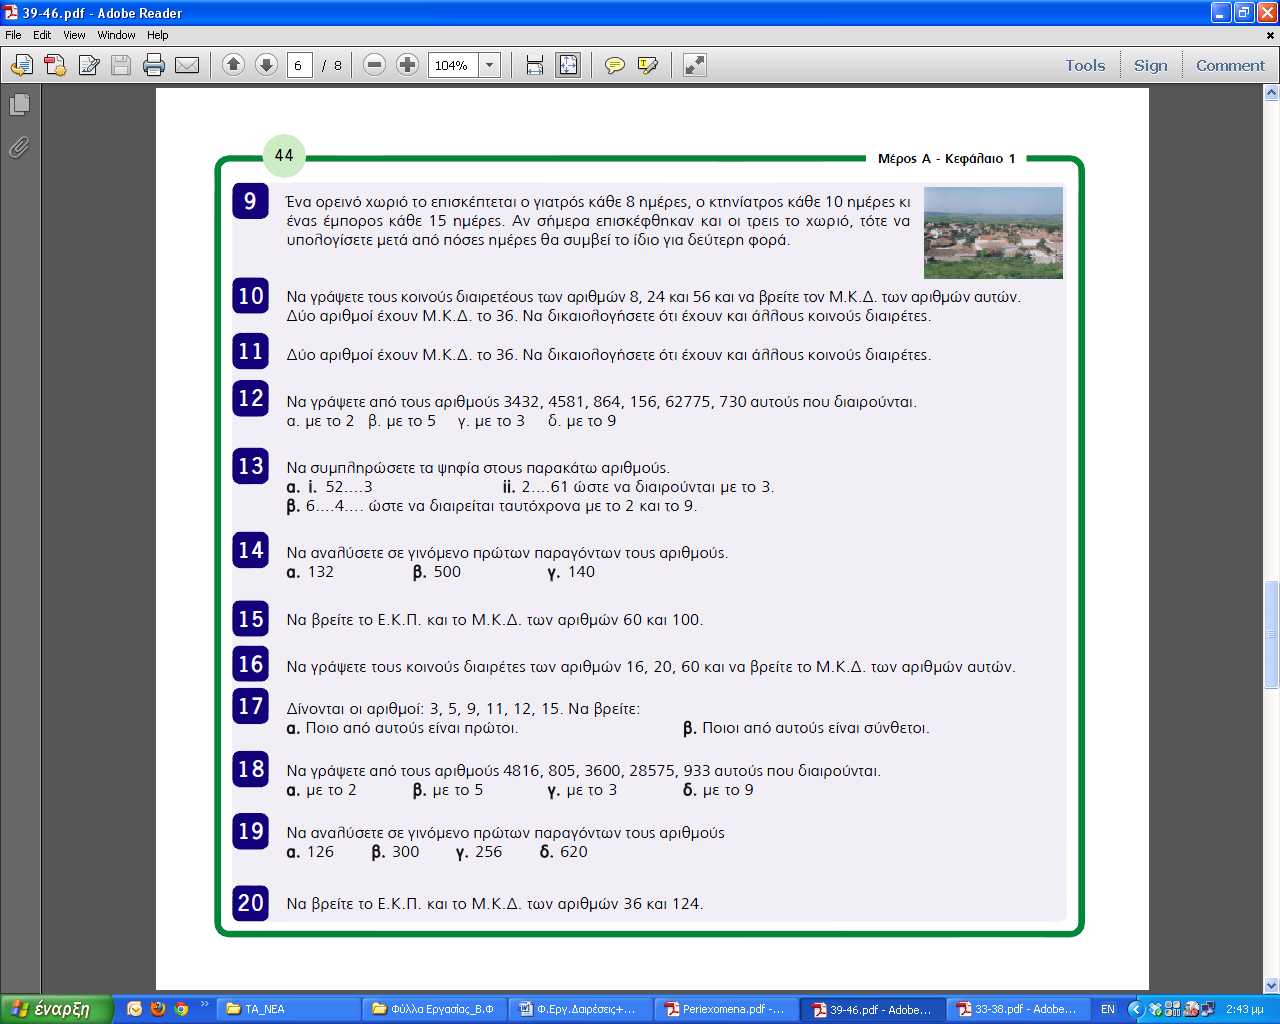 39-46.pdf - Adobe Reader
File Edit View Window Help
6 / 8 104% Tools Sign Comment
44
Μέρος Α - Κεφάλαιο 1
9 Ένα ορεινό χωριό το επισκέπτεται ο γιατρός κάθε 8 ημέρες, ο κτηνίατρος κάθε 10 ημέρες κι
ένας έμπορος κάθε 15 ημέρες. Αν σήμερα επισκέφθηκαν και οι τρεις το χωριό, τότε να
υπολογίσετε μετά από πόσες ημέρες θα συμβεί το ίδιο για δεύτερη φορά.
10 Να γράψετε τους κοινούς διαιρετέους των αριθμών 8, 24 και 56 και να βρείτε τον Μ.Κ.Δ. των αριθμών αυτών.
Δύο αριθμοί έχουν Μ.Κ.Δ. το 36. Να δικαιολογήσετε ότι έχουν και άλλους κοινούς διαιρέτες.
11 Δύο αριθμοί έχουν Μ.Κ.Δ. το 36. Να δικαιολογήσετε ότι έχουν και άλλους κοινούς διαιρέτες.
12 Να γράψετε από τους αριθμούς 3432, 4581, 864, 156, 62775, 730 αυτούς που διαιρούνται.
α. με το 2 β. με το 5 γ. με το 3 δ. με το 9
13 Να συμπληρώσετε τα ψηφία στους παρακάτω αριθμούς.
α. i. 52....3 ii. 2....61 ώστε να διαιρούνται με το 3.
β. 6....4.... ώστε να διαιρείται ταυτόχρονα με το 2 και το 9.
14 Να αναλύσετε σε γινόμενο πρώτων παραγόντων τους αριθμούς.
α. 132 β. 500 γ. 140
15 Να βρείτε το Ε.Κ.Π. και το Μ.Κ.Δ. των αριθμών 60 και 100.
16 Να γράψετε τους κοινούς διαιρέτες των αριθμών 16, 20, 60 και να βρείτε το Μ.Κ.Δ. των αριθμών αυτών.
17 Δίνονται οι αριθμοί: 3, 5, 9, 11, 12, 15. Να βρείτε:
α. Ποιο από αυτούς είναι πρώτοι. β. Ποιοι από αυτούς είναι σύνθετοι.
18 Να γράψετε από τους αριθμούς 4816, 805, 3600, 28575, 933 αυτούς που διαιρούνται.
α. με το 2 β. με το 5 γ. με το 3 δ. με το 9
19 Να αναλύσετε σε γινόμενο πρώτων παραγόντων τους αριθμούς
α. 126 β. 300 γ. 256 δ. 620
20 Να βρείτε το Ε.Κ.Π. και το Μ.Κ.Δ. των αριθμών 36 και 124.
έναρξη TA_NEA Φύλλα Εργασίας_Β.Φ Φ.Εργ.Διαιρέσεις+... Periexomena.pdf -... 39-46.pdf - Adobe... 33-38.pdf - Adobe... EN 2:43 μμ